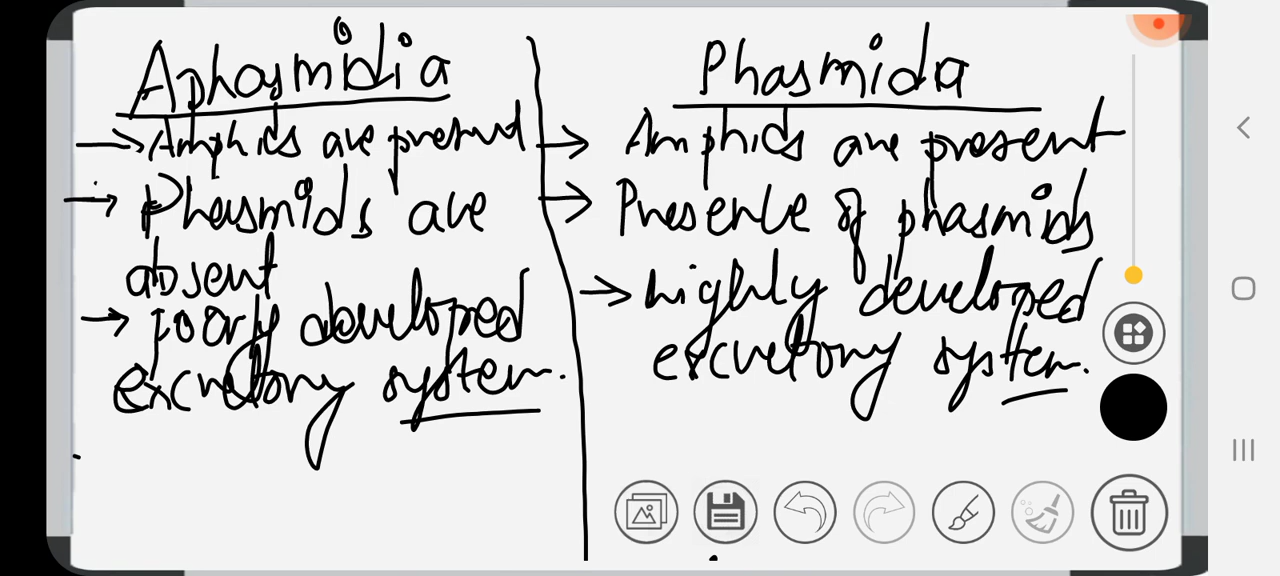 Aphasmidia
→ Amphids are present
→ Phasmids are
absent
→ poorly developed
excretory system.
Phasmida
→ Amphids are present
→ Presence of phasmids
→ highly developed
excretory system.